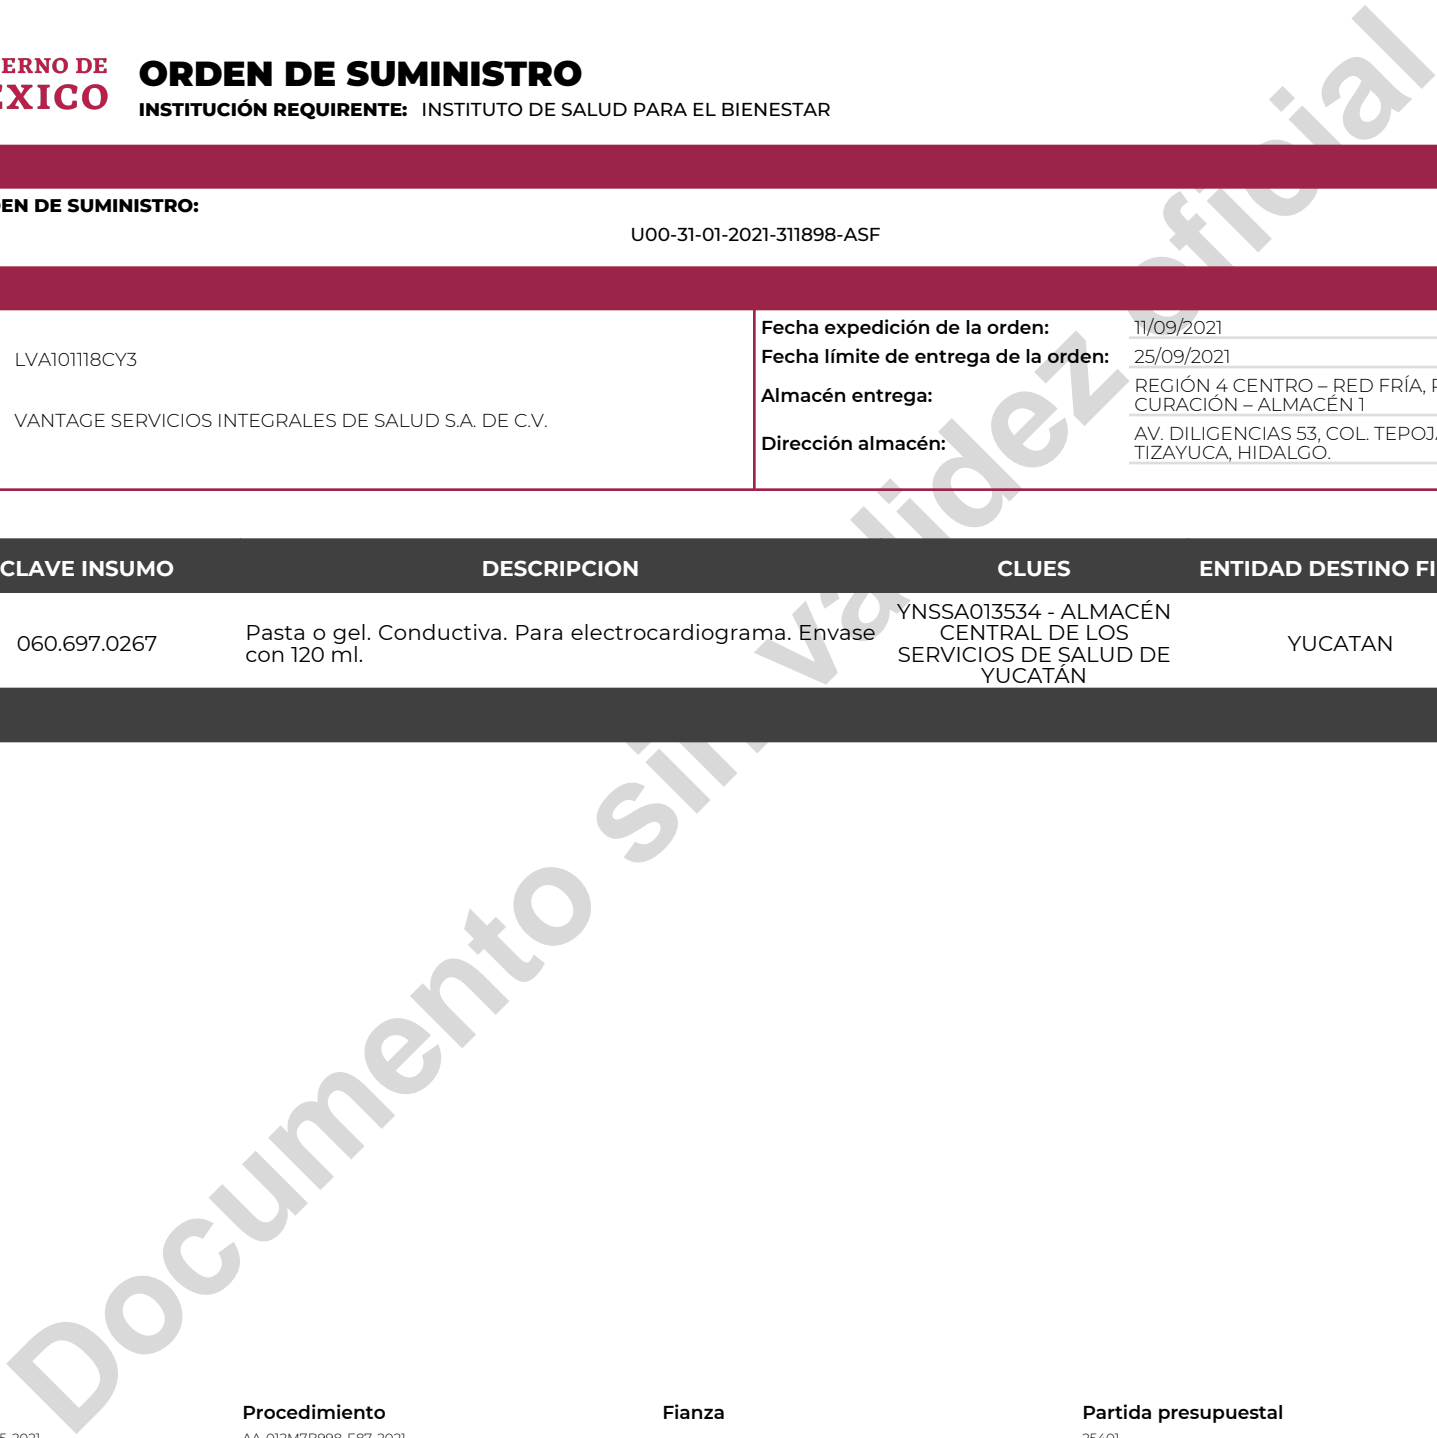 ERNO DE
ÉXICO
ORDEN DE SUMINISTRO
INSTITUCIÓN REQUIRENTE: INSTITUTO DE SALUD PARA EL BIENESTAR
EN DE SUMINISTRO:
U00-31-01-2021-311898-ASF
LVA101118CY3
VANTAGE SERVICIOS INTEGRALES DE SALUD S.A. DE C.V.
Fecha expedición de la orden: 11/09/2021
Fecha límite de entrega de la orden: 25/09/2021
Almacén entrega: REGIÓN 4 CENTRO – RED FRÍA,
CURACIÓN – ALMACÉN 1
Dirección almacén: AV. DILIGENCIAS 53, COL. TEPOJ
TIZAYUCA, HIDALGO.
CLAVE INSUMO DESCRIPCION CLUES ENTIDAD DESTINO FI
060.697.0267
Pasta o gel. Conductiva. Para electrocardiograma. Envase
con 120 ml.
YNSSA013534 - ALMACÉN
CENTRAL DE LOS
SERVICIOS DE SALUD DE
YUCATÁN
YUCATAN
Documento sin validez oficial
Procedimiento Fianza Partida presupuestal